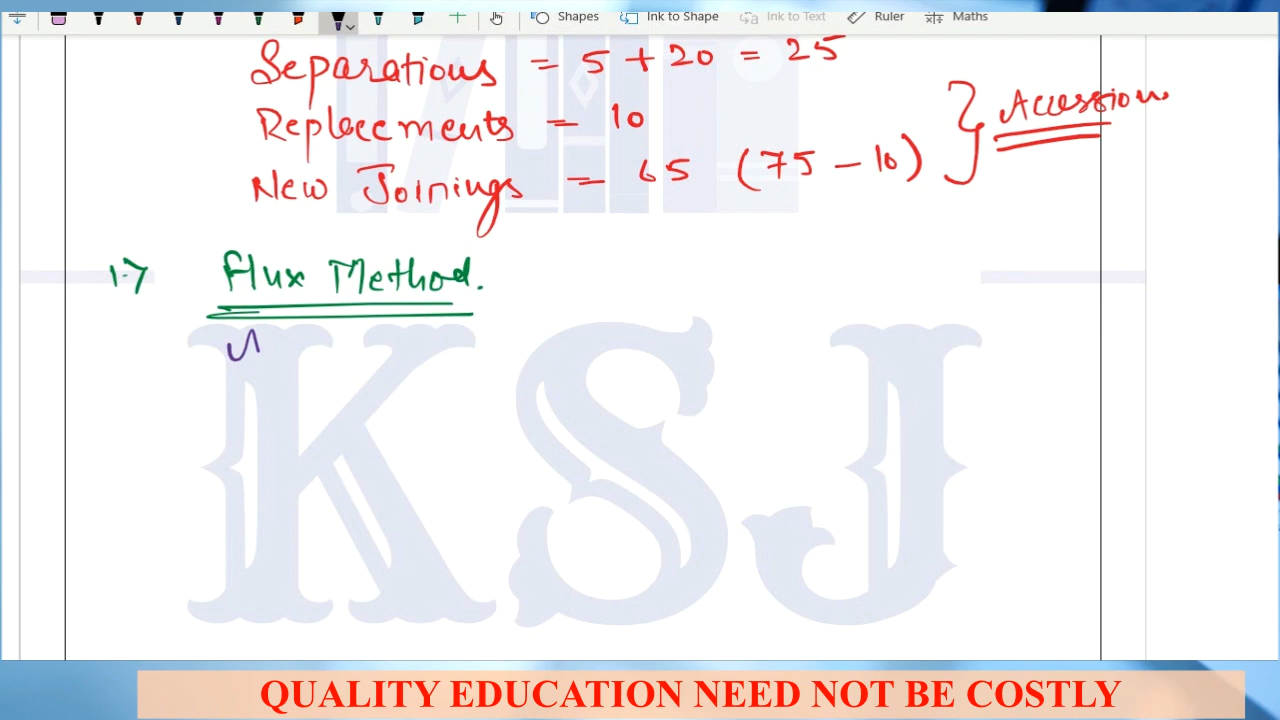 Shapes Ink to Shape Ink to Text Ruler Maths
Separations = 5 + 20 = 25
Replacements = 10
New Joinings = 65 (75 - 10)
} Accessions
1.7 Flux Method.
KSJ
QUALITY EDUCATION NEED NOT BE COSTLY